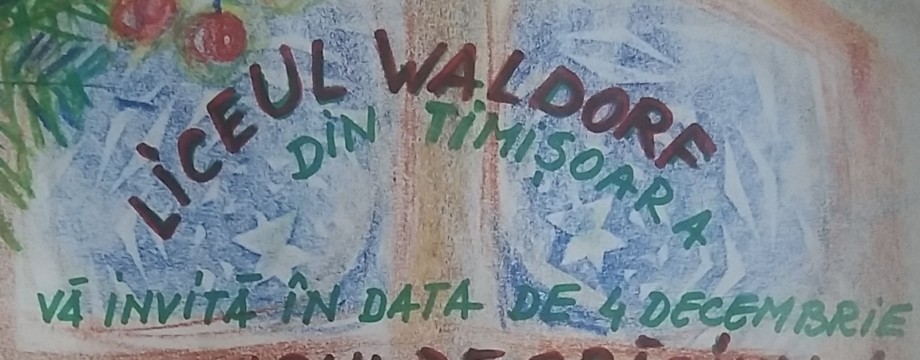 LICEUL WALDORF
DIN TIMIȘOARA
VĂ INVITĂ ÎN DATA DE 4 DECEMBRIE